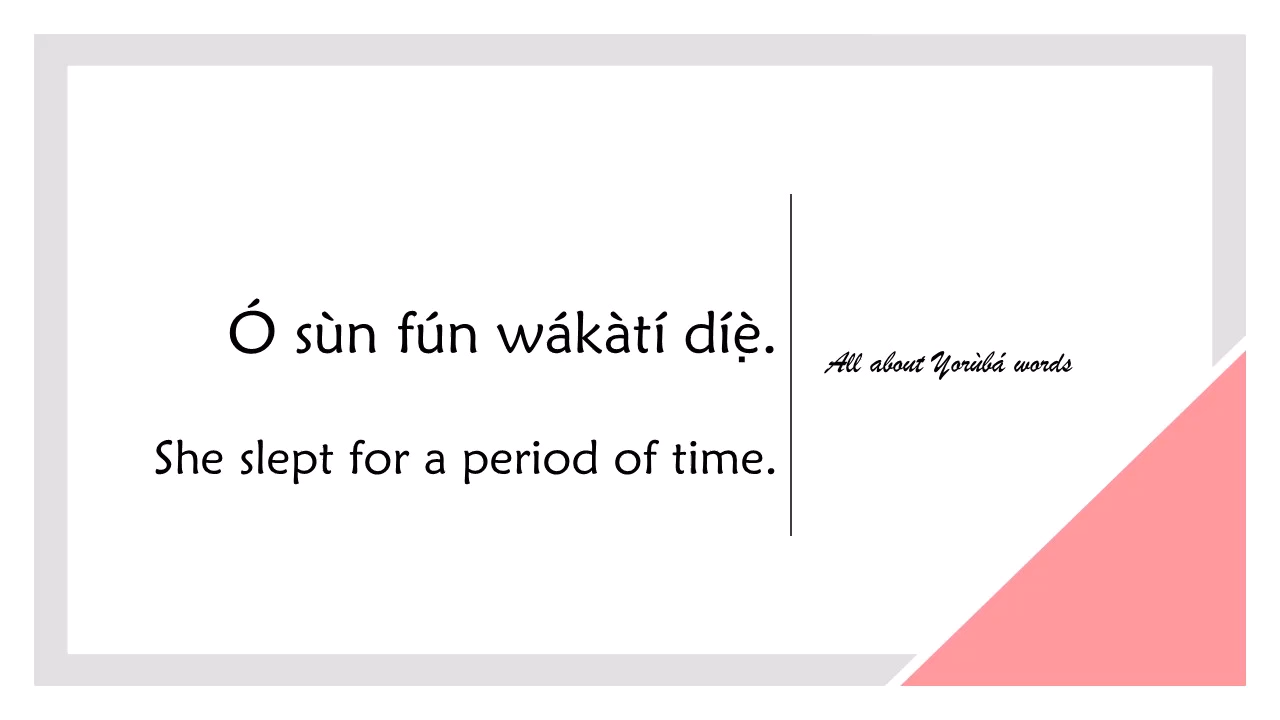 Ó sùn fún wákàtí díẹ̀.
She slept for a period of time.
All about Yorùbá words